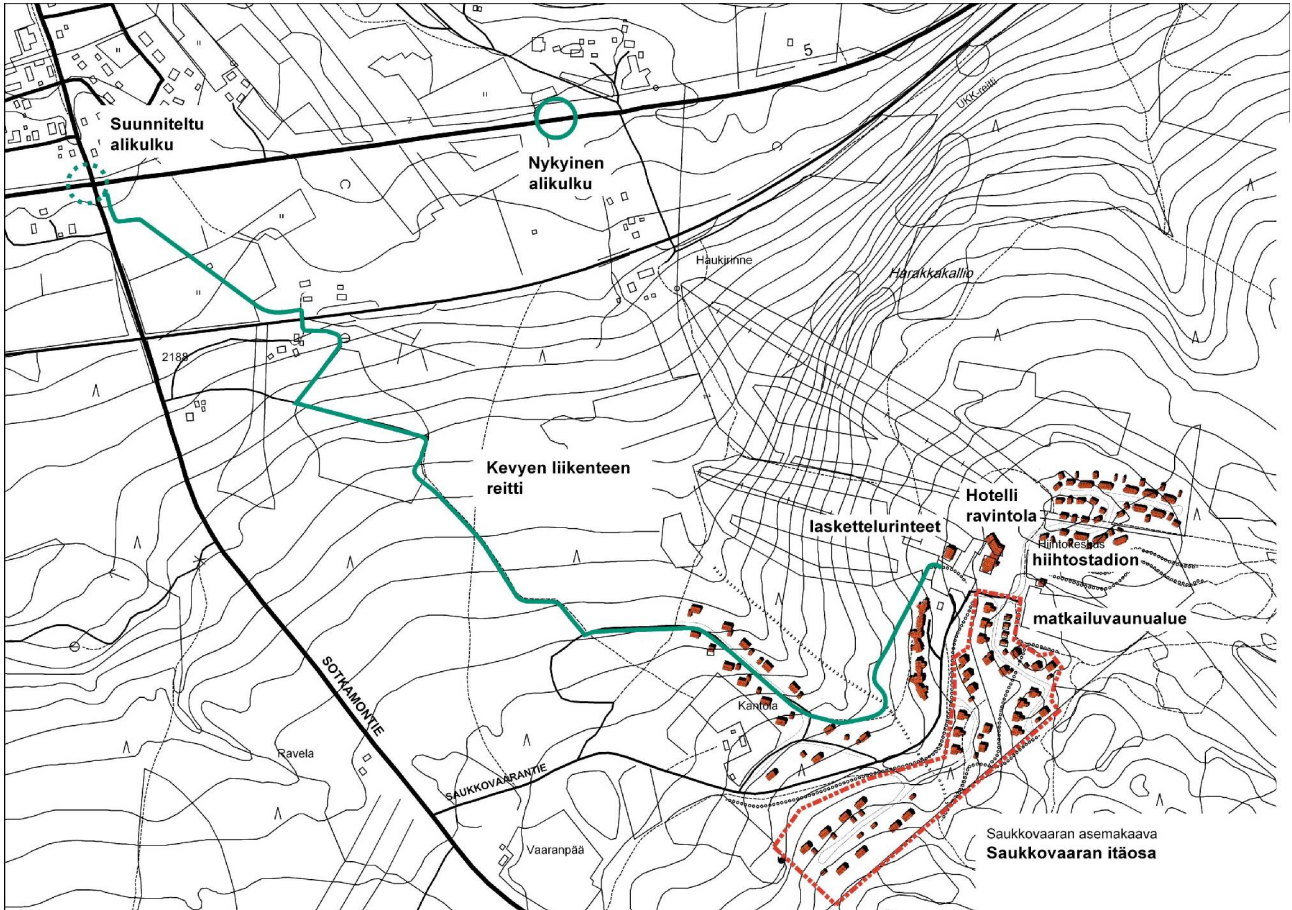 5
UKK-reitti
Suunniteltu
alikulku
Nykyinen
alikulku
Haukirinne
Harakkakallio
2188
Kevyen liikenteen
reitti
Hotelli
ravintola
laskettelurinteet
Hiihtokeskus
hiihtostadion
matkailuvaunualue
SOTKAMONTIE
Kantola
Ravela
SAUKKOVAARANTIE
Vaaranpää
Saukkovaaran asemakaava
Saukkovaaran itäosa